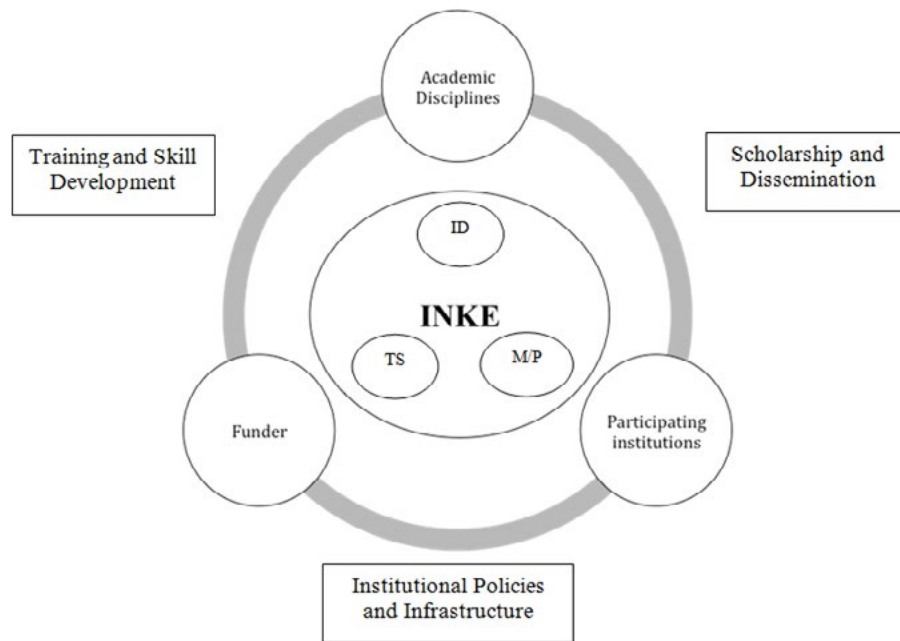 Academic
Disciplines
Training and Skill
Development
Scholarship and
Dissemination
ID
INKE
TS
M/P
Funder
Participating
institutions
Institutional Policies
and Infrastructure